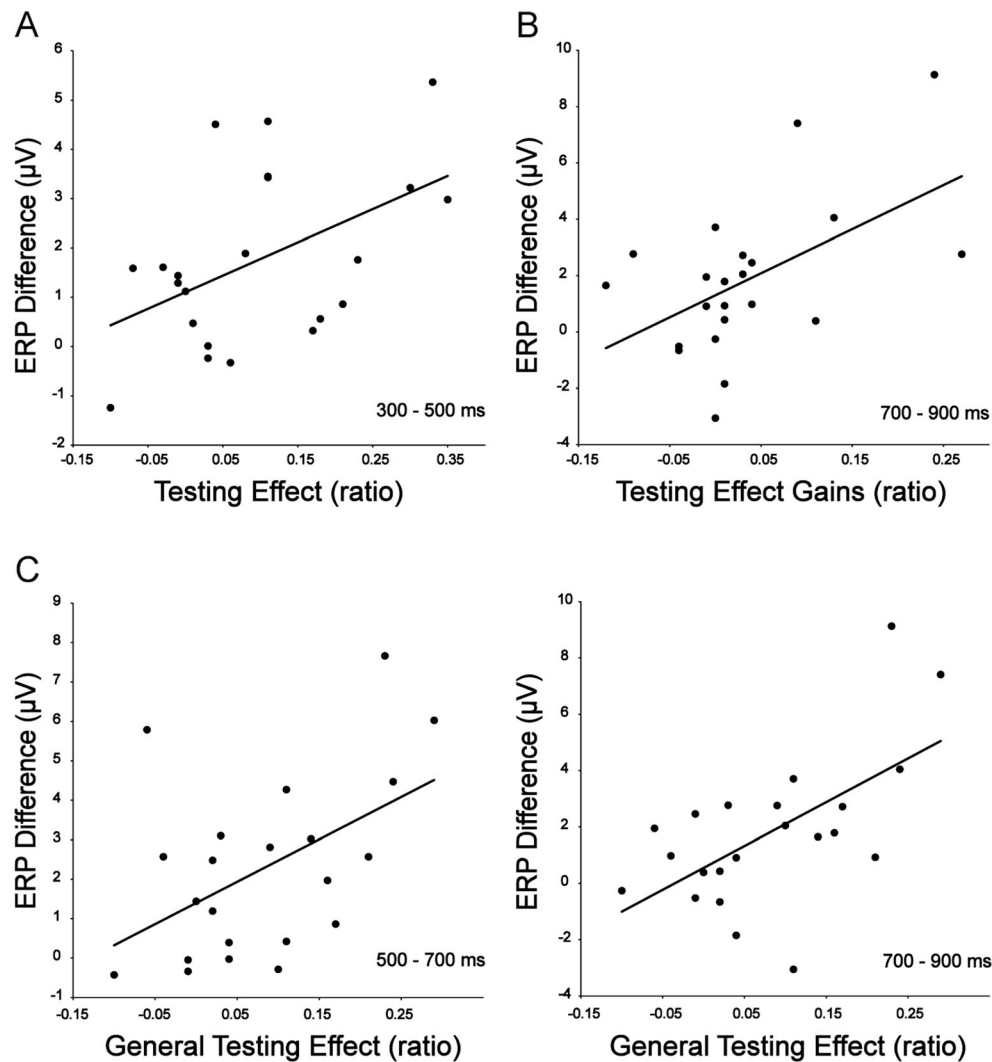 A
6
5
4
3
2
1
0
-1
-2
ERP Difference (µV)
300 - 500 ms
-0.15 -0.05 0.05 0.15 0.25 0.35
Testing Effect (ratio)
B
10
8
6
4
2
0
-2
-4
ERP Difference (µV)
700 - 900 ms
-0.15 -0.05 0.05 0.15 0.25
Testing Effect Gains (ratio)
C
9
8
7
6
5
4
3
2
1
0
-1
ERP Difference (µV)
500 - 700 ms
-0.15 -0.05 0.05 0.15 0.25
General Testing Effect (ratio)
10
8
6
4
2
0
-2
-4
ERP Difference (µV)
700 - 900 ms
-0.15 -0.05 0.05 0.15 0.25
General Testing Effect (ratio)